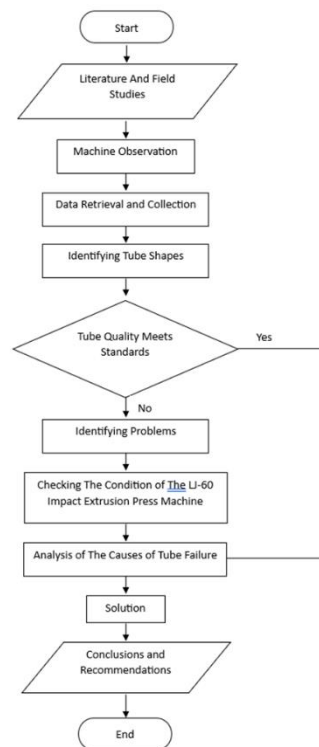 Start
Literature And Field
Studies
Machine Observation
Data Retrieval and Collection
Identifying Tube Shapes
Tube Quality Meets
Standards
Yes
No
Identifying Problems
Checking The Condition of The LJ-60
Impact Extrusion Press Machine
Analysis of The Causes of Tube Failure
Solution
Conclusions and
Recommendations
End